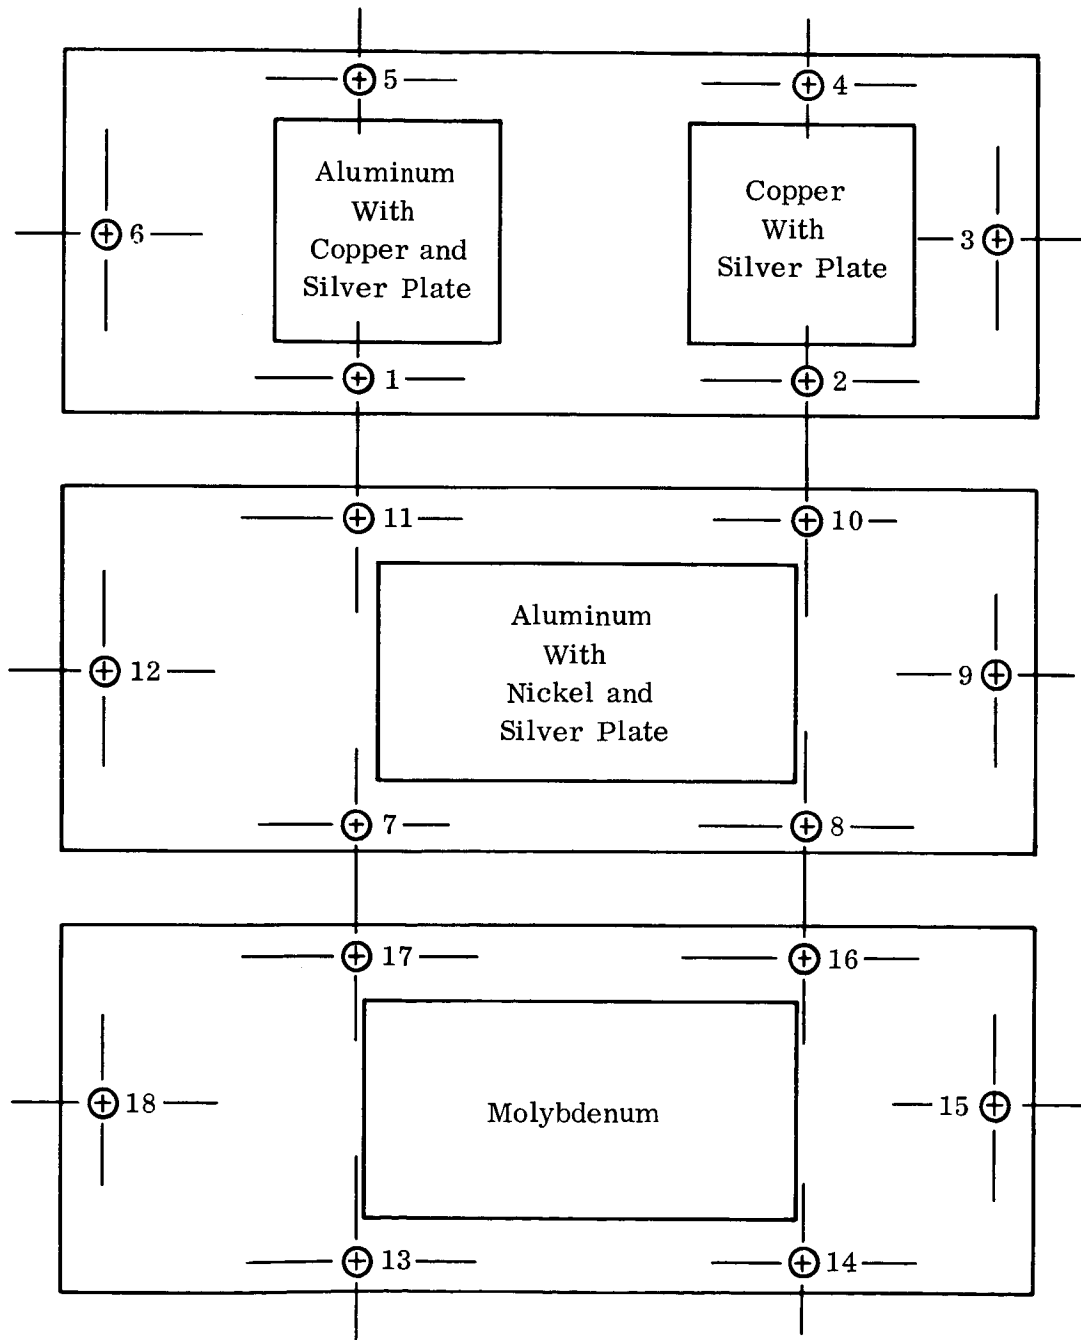 5
4
Aluminum
With
Copper and
Silver Plate
Copper
With
Silver Plate
6
3
1
2
11
10
Aluminum
With
Nickel and
Silver Plate
12
9
7
8
17
16
18
Molybdenum
15
13
14